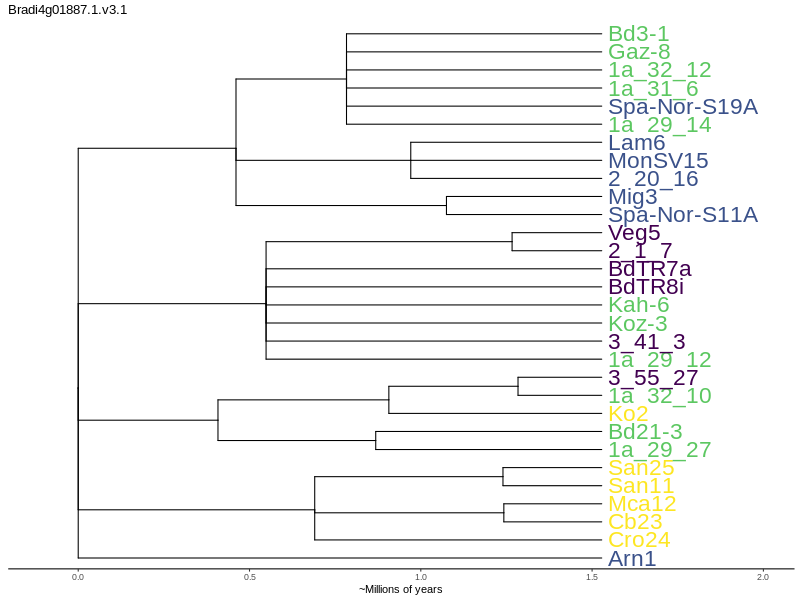 Bradi4g01887.1.v3.1
Bd3-1
Gaz-8
1a_32_12
1a_31_6
Spa-Nor-S19A
1a_29_14
Lam6
MonSV15
2_20_16
Mig3
Spa-Nor-S11A
Veg5
2_1_7
BdTR7a
BdTR8i
Kah-6
Koz-3
3_41_3
1a_29_12
3_55_27
1a_32_10
Ko2
Bd21-3
1a_29_27
San25
San11
Mca12
Cb23
Cro24
Arn1
0.0 0.5 1.0 1.5 2.0
~Millions of years